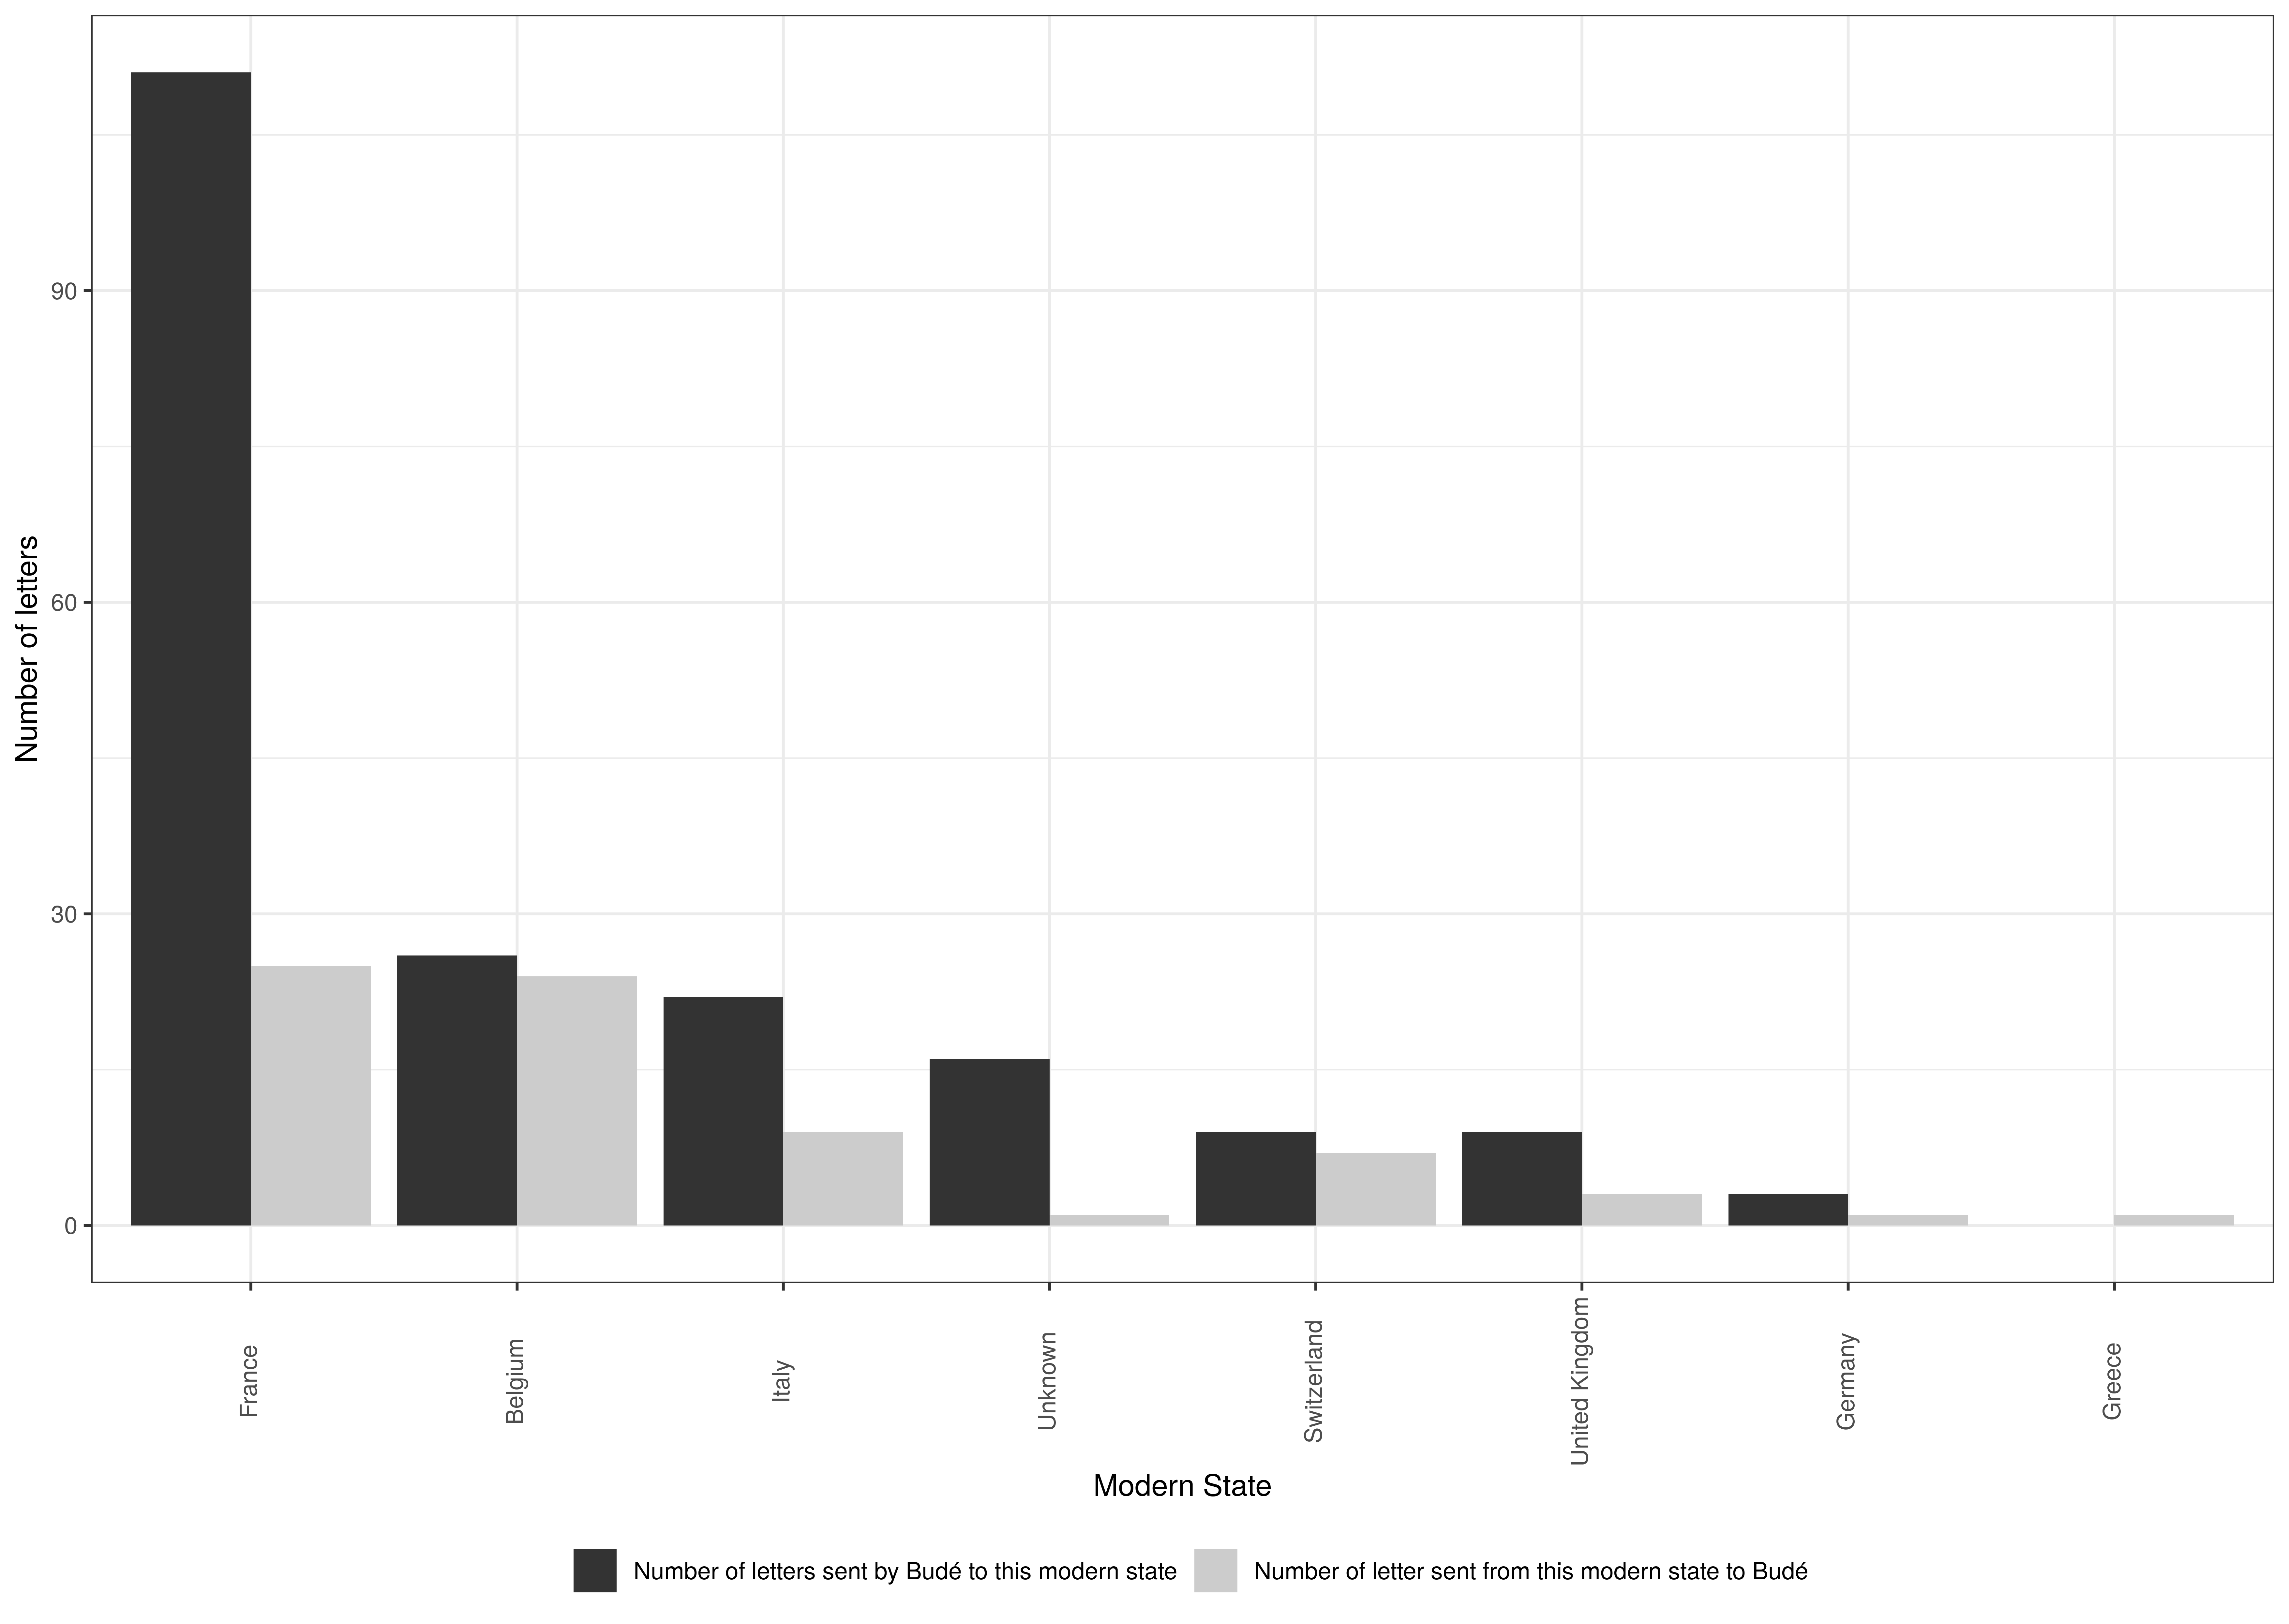 Number of letters
90
60
30
0
France
Belgium
Italy
Unknown
Switzerland
United Kingdom
Germany
Greece
Modern State
Number of letters sent by Budé to this modern state
Number of letter sent from this modern state to Budé